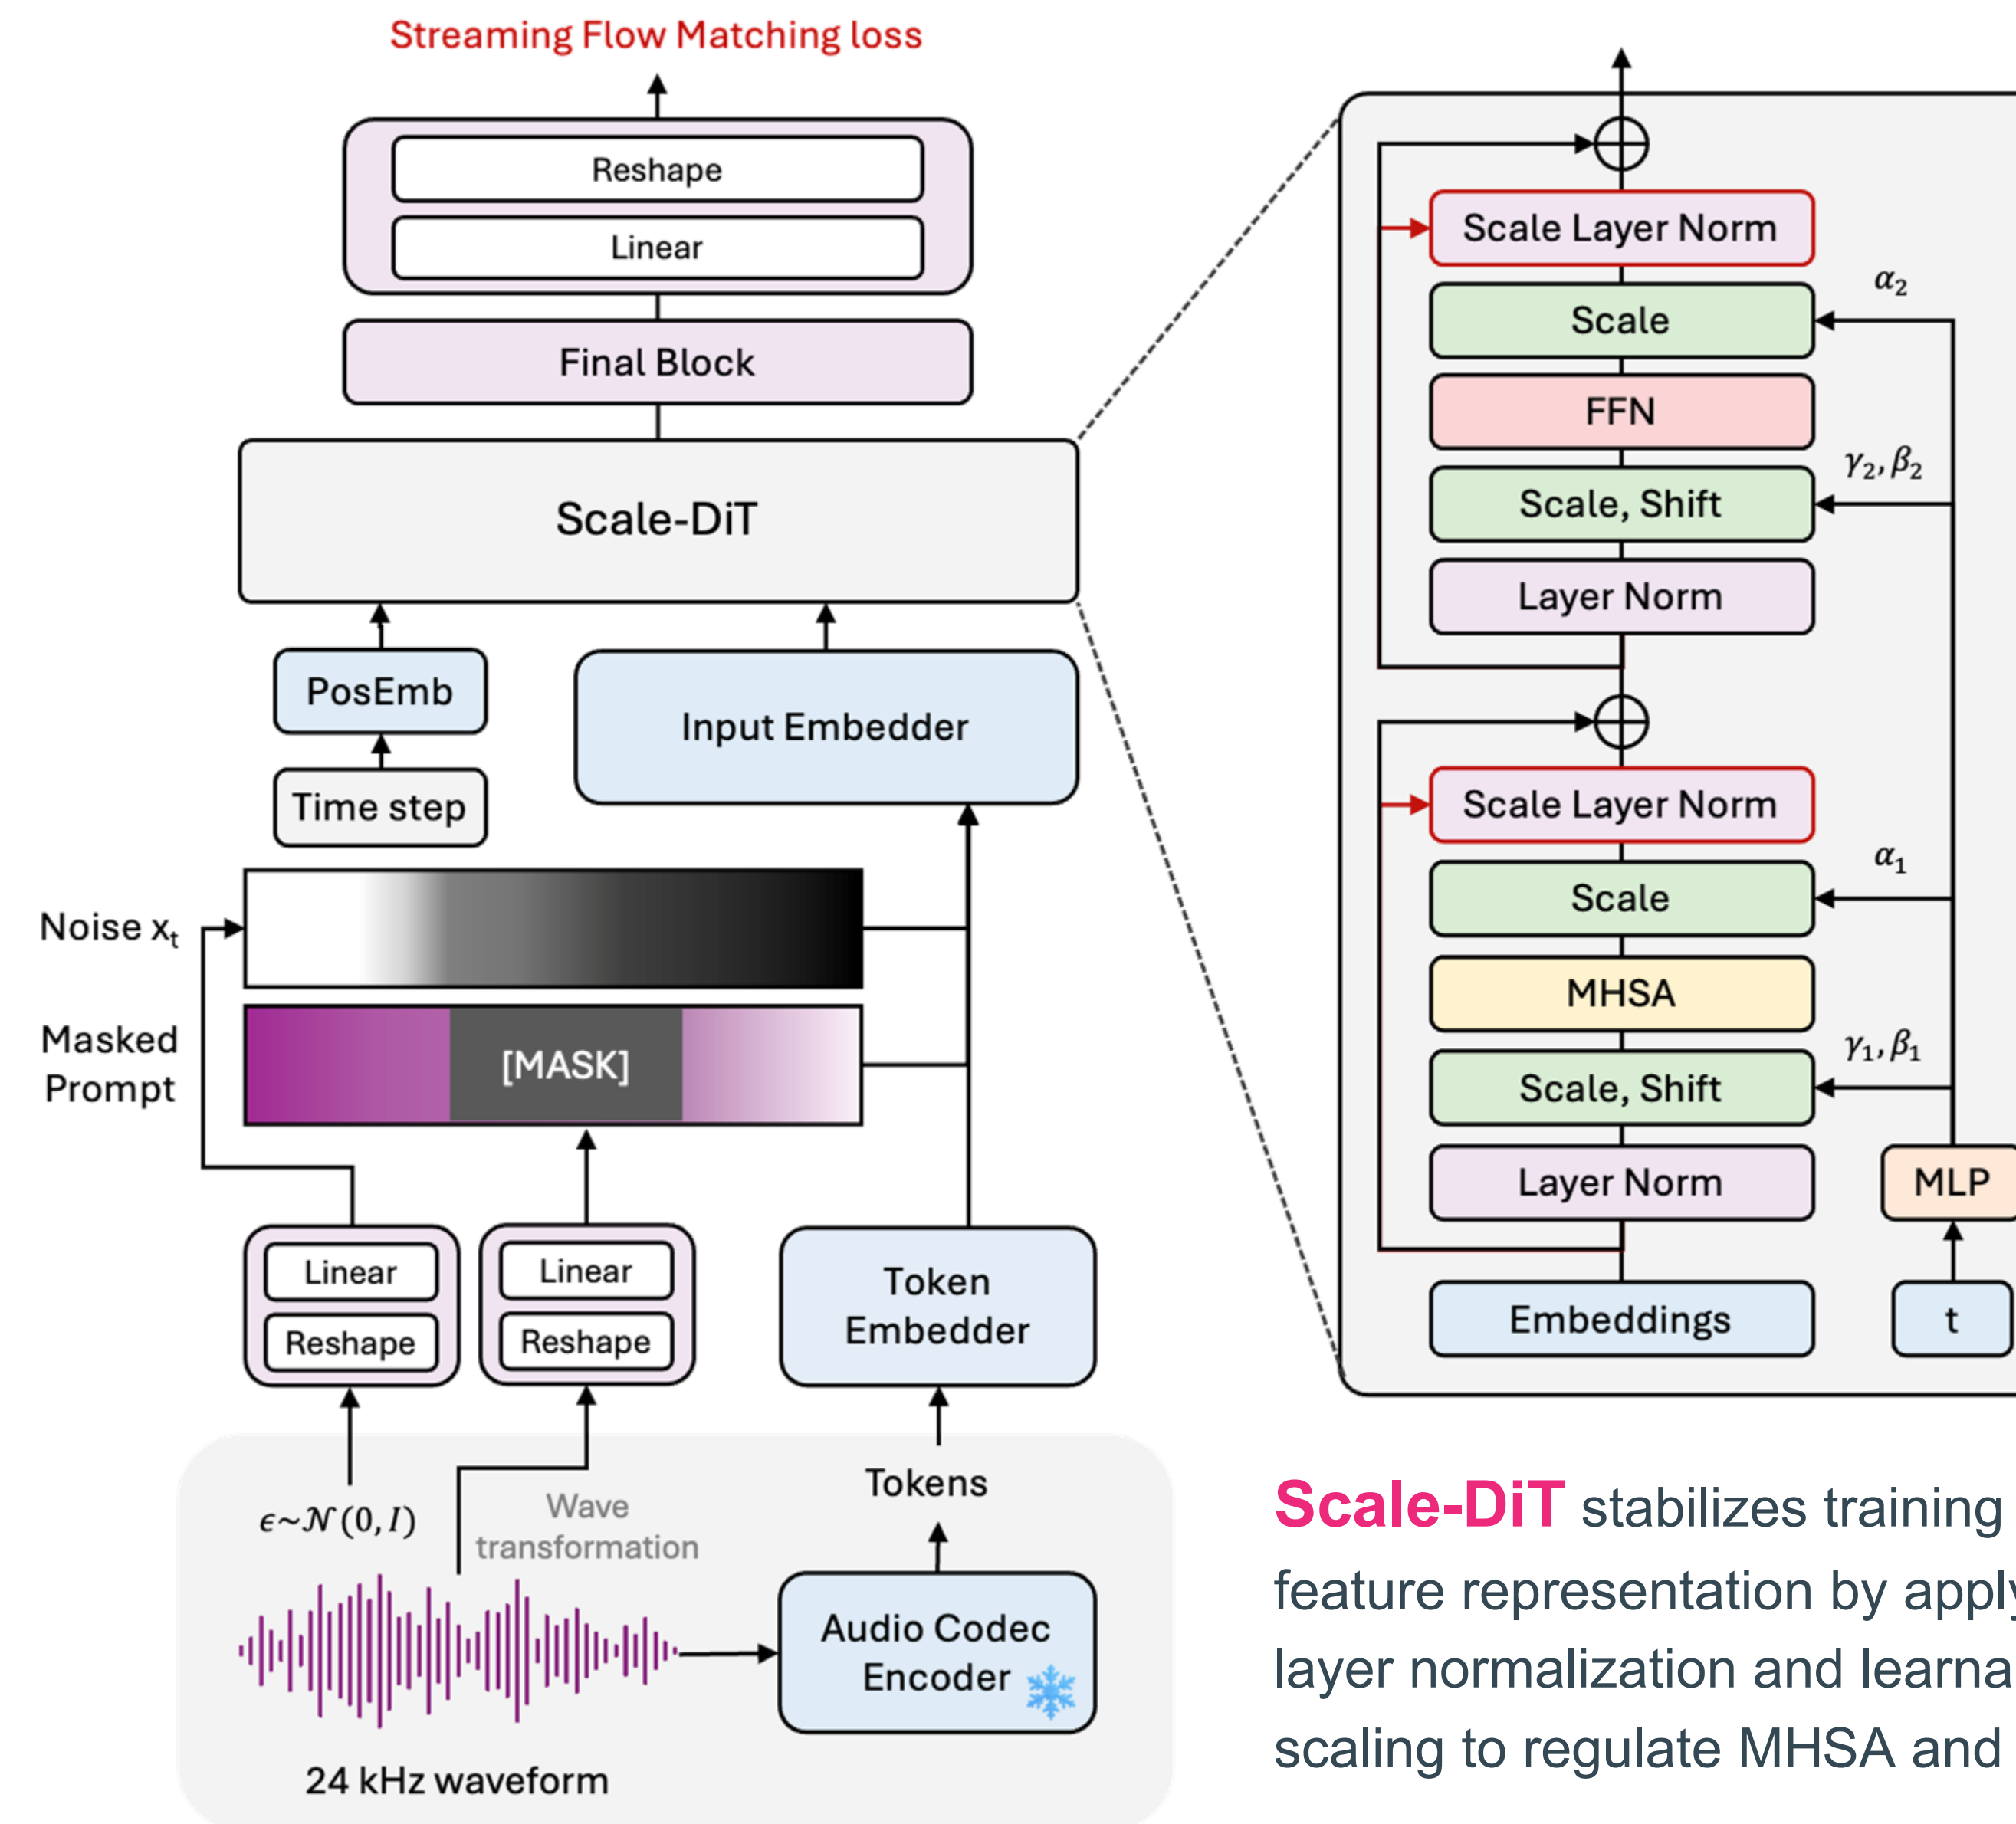 Streaming Flow Matching loss
Reshape
Linear
Final Block
Scale-DiT
PosEmb
Time step
Input Embedder
Noise xₜ
Masked
Prompt
[MASK]
Linear
Reshape
Linear
Reshape
Token
Embedder
ϵ~𝒩(0, I)
Wave
transformation
Tokens
Audio Codec
Encoder
24 kHz waveform
Scale Layer Norm
α₂
Scale
FFN
γ₂, β₂
Scale, Shift
Layer Norm
Scale Layer Norm
α₁
Scale
MHSA
γ₁, β₁
Scale, Shift
Layer Norm
MLP
Embeddings
t
Scale-DiT stabilizes training
feature representation by apply
layer normalization and learna
scaling to regulate MHSA and